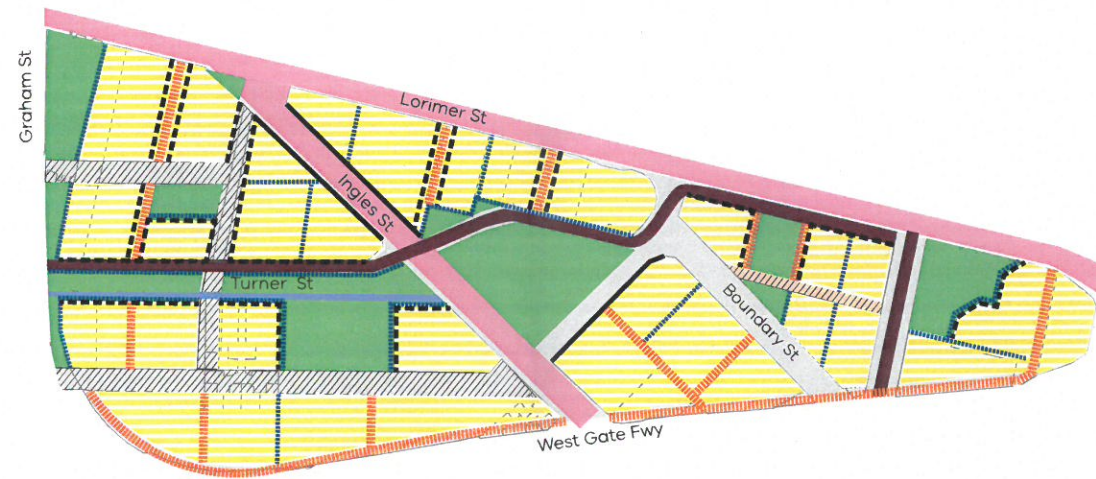 Graham St
Lorimer St
Ingles St
Turner St
Boundary St
West Gate Fwy